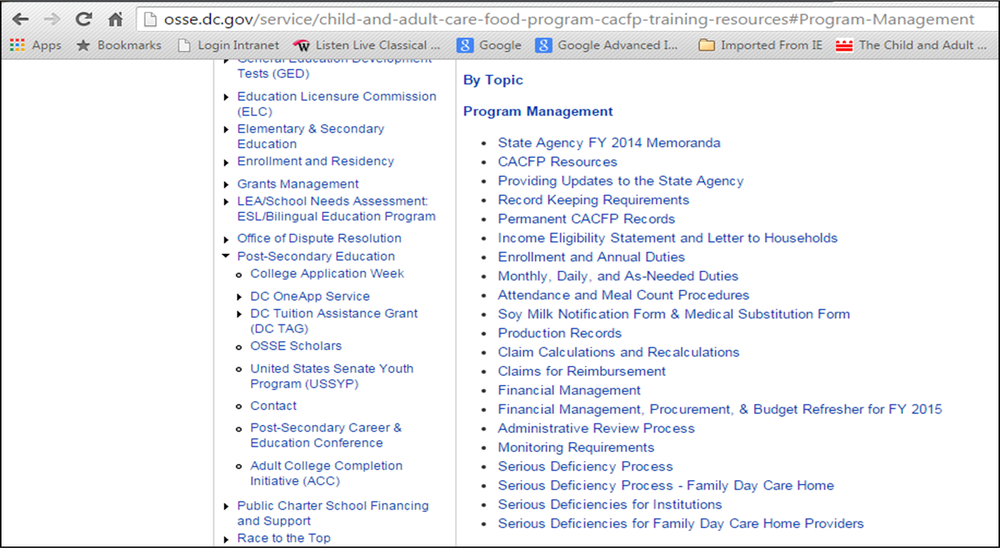 osse.dc.gov/service/child-and-adult-care-food-program-cacfp-training-resources#Program-Management
Apps Bookmarks Login Intranet Listen Live Classical ... Google Google Advanced I... Imported From IE The Child and Adult ...
General Education Development
Tests (GED)
Education Licensure Commission
(ELC)
Elementary & Secondary
Education
Enrollment and Residency
Grants Management
LEA/School Needs Assessment:
ESL/Bilingual Education Program
Office of Dispute Resolution
Post-Secondary Education
College Application Week
DC OneApp Service
DC Tuition Assistance Grant
(DC TAG)
OSSE Scholars
United States Senate Youth
Program (USSYP)
Contact
Post-Secondary Career &
Education Conference
Adult College Completion
Initiative (ACC)
Public Charter School Financing
and Support
Race to the Top
By Topic
Program Management
State Agency FY 2014 Memoranda
CACFP Resources
Providing Updates to the State Agency
Record Keeping Requirements
Permanent CACFP Records
Income Eligibility Statement and Letter to Households
Enrollment and Annual Duties
Monthly, Daily, and As-Needed Duties
Attendance and Meal Count Procedures
Soy Milk Notification Form & Medical Substitution Form
Production Records
Claim Calculations and Recalculations
Claims for Reimbursement
Financial Management
Financial Management, Procurement, & Budget Refresher for FY 2015
Administrative Review Process
Monitoring Requirements
Serious Deficiency Process
Serious Deficiency Process - Family Day Care Home
Serious Deficiencies for Institutions
Serious Deficiencies for Family Day Care Home Providers